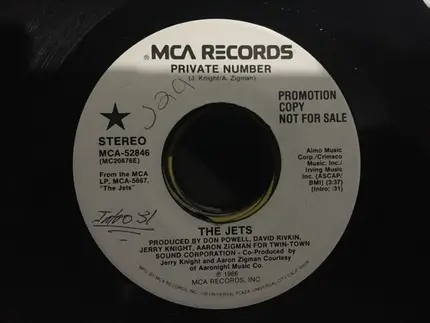 ® MCA RECORDS
PRIVATE NUMBER
(J. Knight/A. Zigman)
PROMOTION
COPY
NOT FOR SALE
STEREO
MCA-52846
(MC20876E)
From the MCA
LP, MCA-5667,
"The Jets"
Almo Music
Corp./Crimsco
Music Inc./
Irving Music
Inc. (ASCAP/
BMI) (3:37)
[Intro: :31]
Intro 31
THE JETS
PRODUCED BY DON POWELL, DAVID RIVKIN,
JERRY KNIGHT, AARON ZIGMAN FOR TWIN-TOWN
SOUND CORPORATION - Co-Produced by
Jerry Knight and Aaron Zigman Courtesy
of Aaronight Music Co.
℗ 1986
MCA RECORDS, INC